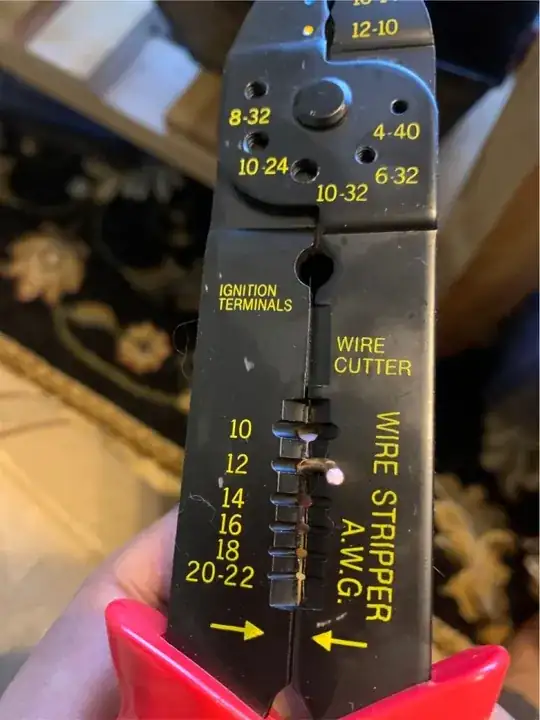 12-10
8-32
4-40
10-24
6-32
10-32
IGNITION
TERMINALS
WIRE
CUTTER
10
12
14
16
18
20-22
WIRE STRIPPER
A.W.G.